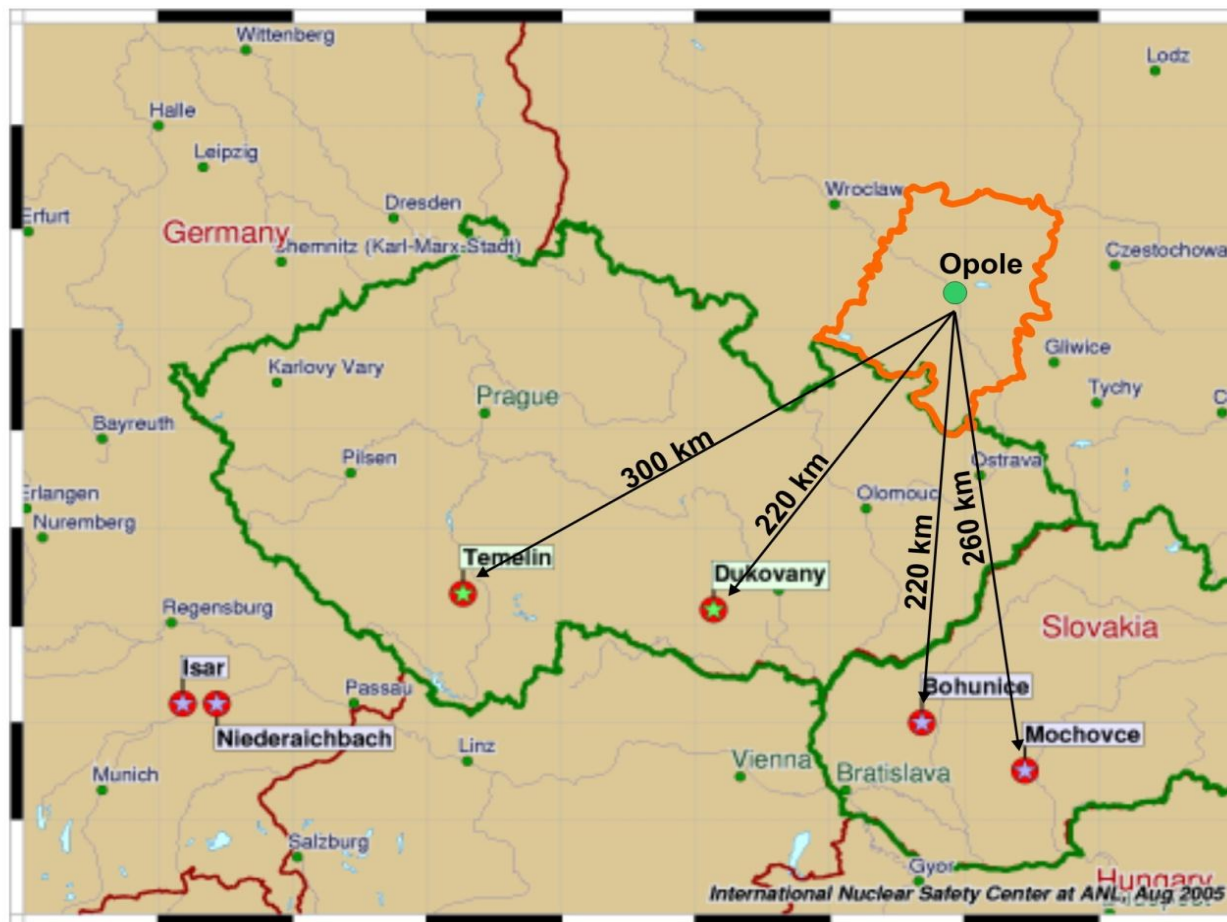 Wittenberg
Lodz
Halle
Leipzig
Wroclaw
Dresden
Erfurt
Germany
Chemnitz (Karl-Marx-Stadt)
Czestochowa
Opole
Gliwice
Karlovy Vary
Tychy
Prague
Bayreuth
300 km
220 km
Pilsen
Ostrava
Erlangen
Olomouc
260 km
Nuremberg
220 km
Temelin
Dukovany
Regensburg
Slovakia
Isar
Passau
Bohunice
Niederaichbach
Mochovce
Linz
Vienna
Bratislava
Munich
Salzburg
Gyor
Hungary
International Nuclear Safety Center at ANL, Aug 2005